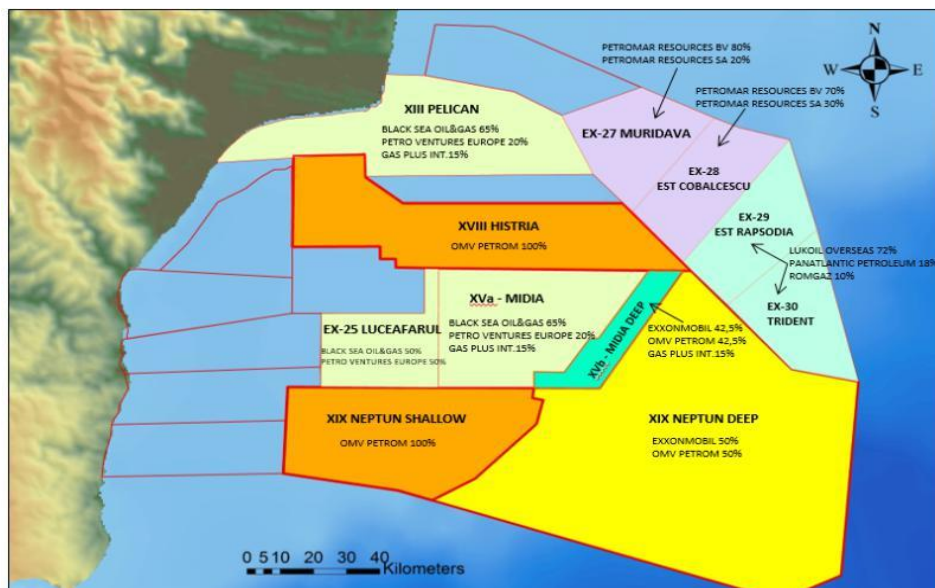 PETROMAR RESOURCES BV 80%
PETROMAR RESOURCES SA 20%
N
W
E
S
PETROMAR RESOURCES BV 70%
PETROMAR RESOURCES SA 30%
XIII PELICAN
BLACK SEA OIL&GAS 65%
PETRO VENTURES EUROPE 20%
GAS PLUS INT.15%
EX-27 MURIDAVA
EX-28
EST COBALCESCU
XVIII HISTRIA
OMV PETROM 100%
EX-29
EST RAPSODIA
LUKOIL OVERSEAS 72%
PANATLANTIC PETROLEUM 18%
ROMGAZ 10%
EX-30
TRIDENT
XVa - MIDIA
BLACK SEA OIL&GAS 65%
PETRO VENTURES EUROPE 20%
GAS PLUS INT.15%
EX-25 LUCEAFARUL
BLACK SEA OIL&GAS 50%
PETRO VENTURES EUROPE 50%
XVb - MIDIA DEEP
EXXONMOBIL 42,5%
OMV PETROM 42,5%
GAS PLUS INT.15%
XIX NEPTUN SHALLOW
OMV PETROM 100%
XIX NEPTUN DEEP
EXXONMOBIL 50%
OMV PETROM 50%
0 5 10 20 30 40
Kilometers